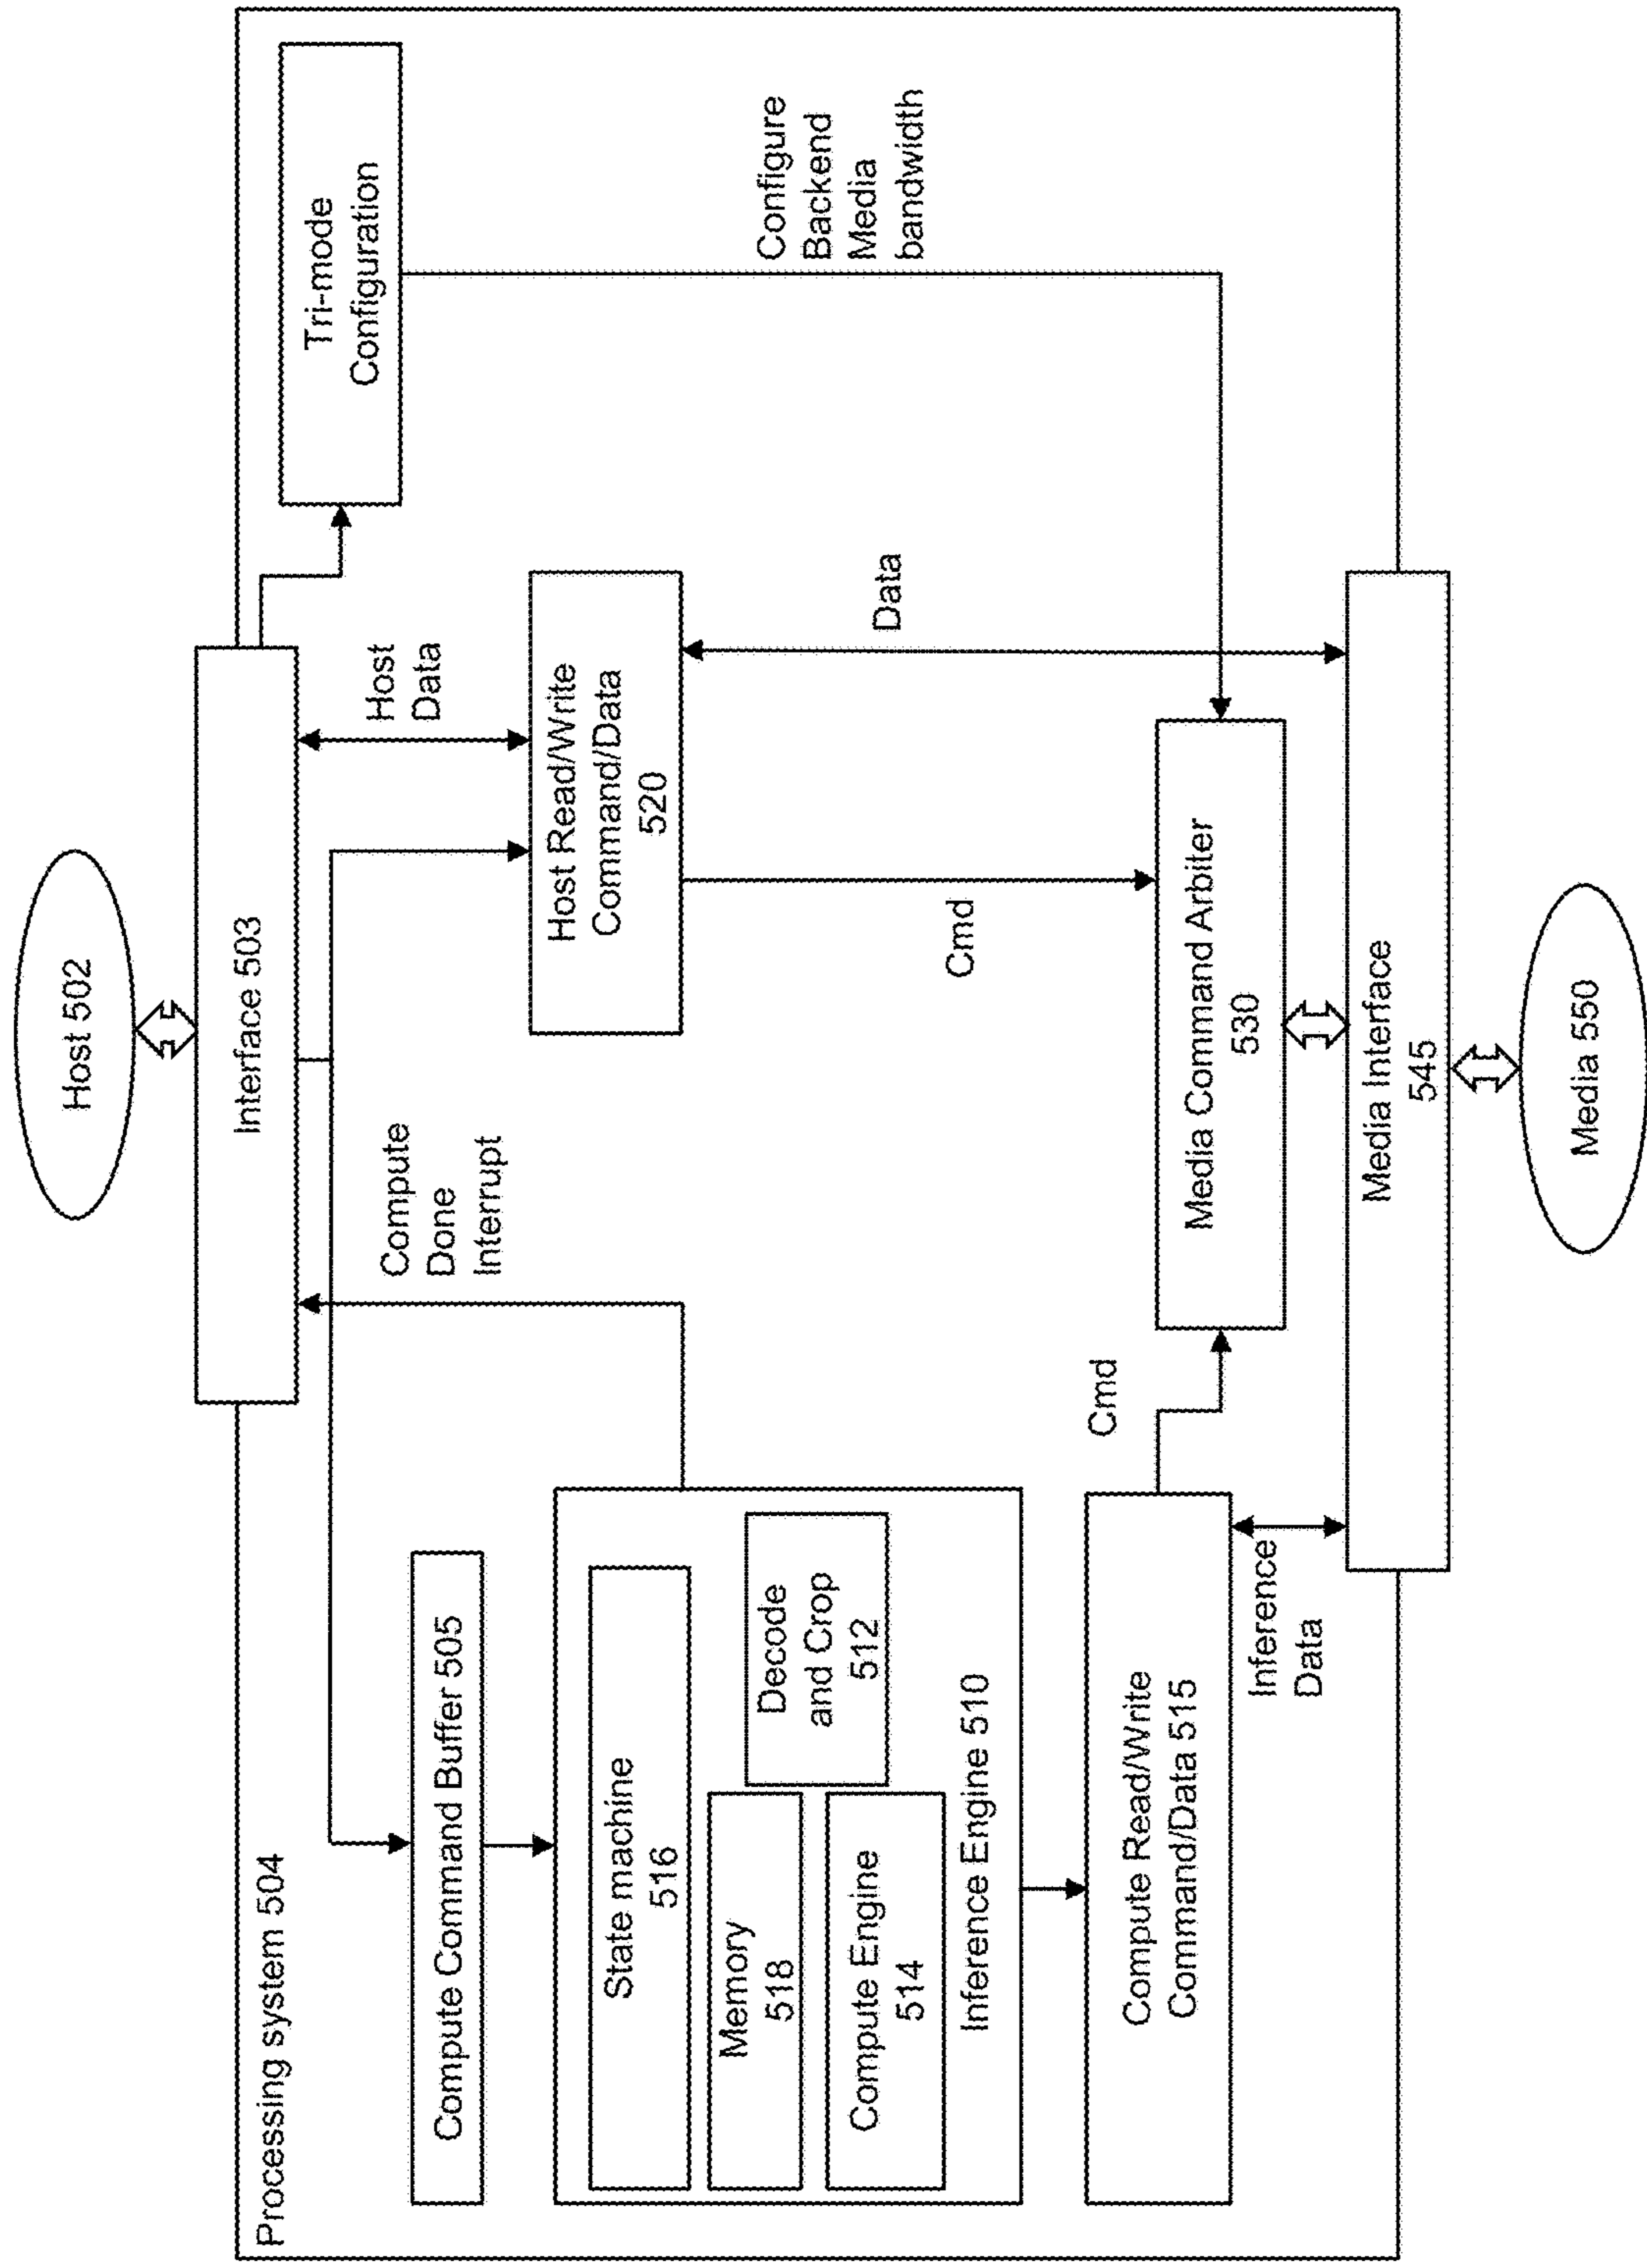 Host 502
Interface 503
Processing system 504
Tri-mode
Configuration
Host
Data
Compute
Done
Interrupt
Compute Command Buffer 505
Host Read/Write
Command/Data
520
Configure
Backend
Media
bandwidth
State machine
516
Memory
518
Decode
and Crop
512
Compute Engine
514
Inference Engine 510
Data
Cmd
Cmd
Compute Read/Write
Command/Data 515
Media Command Arbiter
530
Inference
Data
Media Interface
545
Media 550